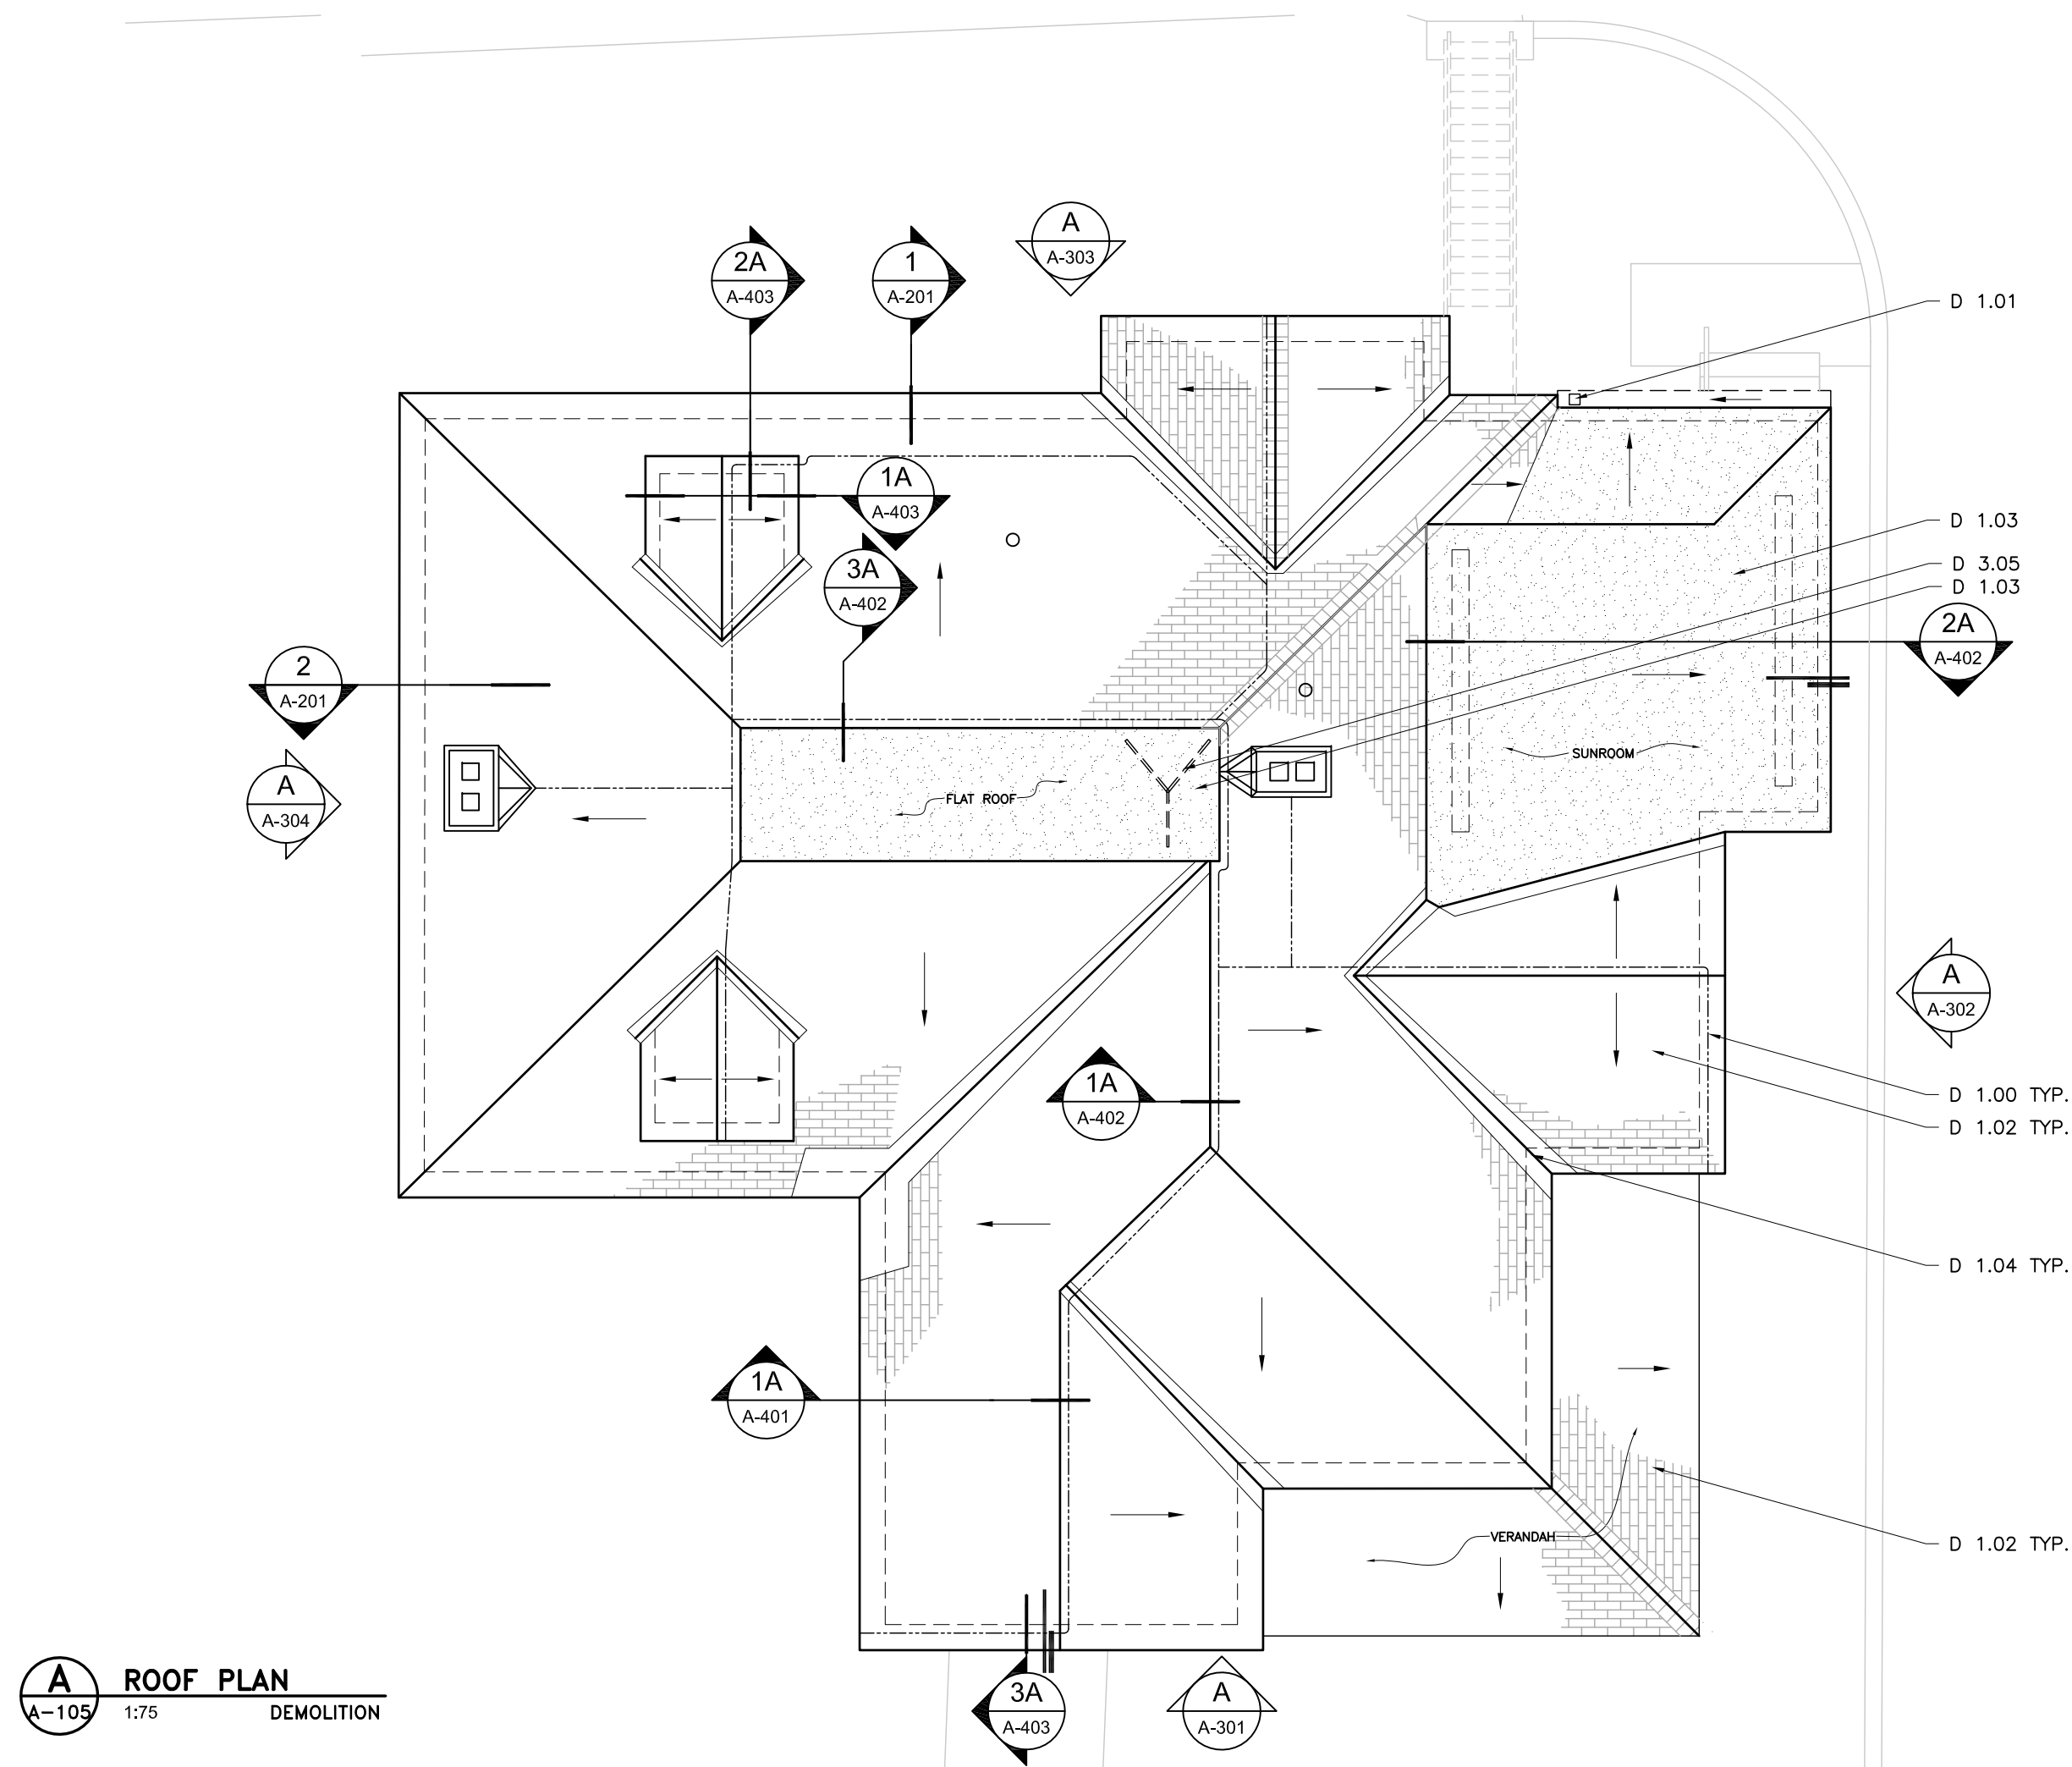 A
A-303
2A
A-403
1
A-201
D 1.01
1A
A-403
D 1.03
3A
A-402
D 3.05
D 1.03
2A
A-402
2
A-201
SUNROOM
A
A-304
FLAT ROOF
A
A-302
1A
A-402
D 1.00 TYP.
D 1.02 TYP.
D 1.04 TYP.
1A
A-401
VERANDAH
D 1.02 TYP.
A
A-105
ROOF PLAN
1:75
DEMOLITION
3A
A-403
A
A-301